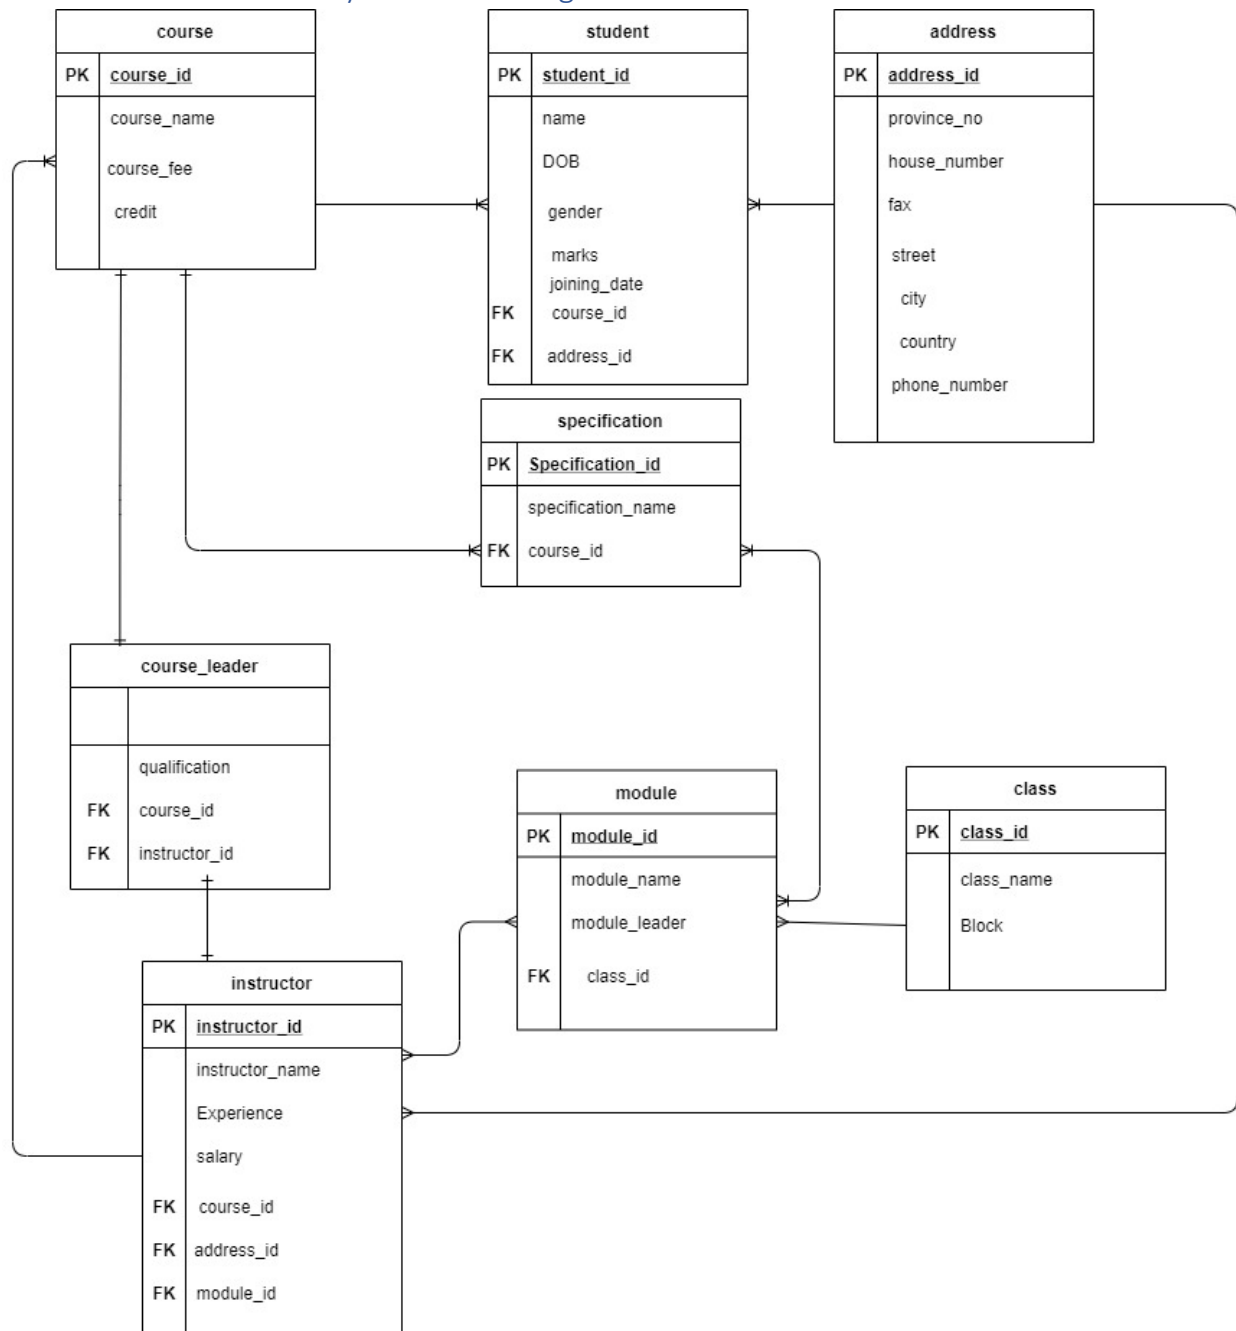 course
PK course_id
course_name
course_fee
credit
student
PK student_id
name
DOB
gender
marks
joining_date
FK course_id
FK address_id
address
PK address_id
province_no
house_number
fax
street
city
country
phone_number
specification
PK Specification_id
specification_name
FK course_id
course_leader
qualification
FK course_id
FK instructor_id
module
PK module_id
module_name
module_leader
FK class_id
class
PK class_id
class_name
Block
instructor
PK instructor_id
instructor_name
Experience
salary
FK course_id
FK address_id
FK module_id